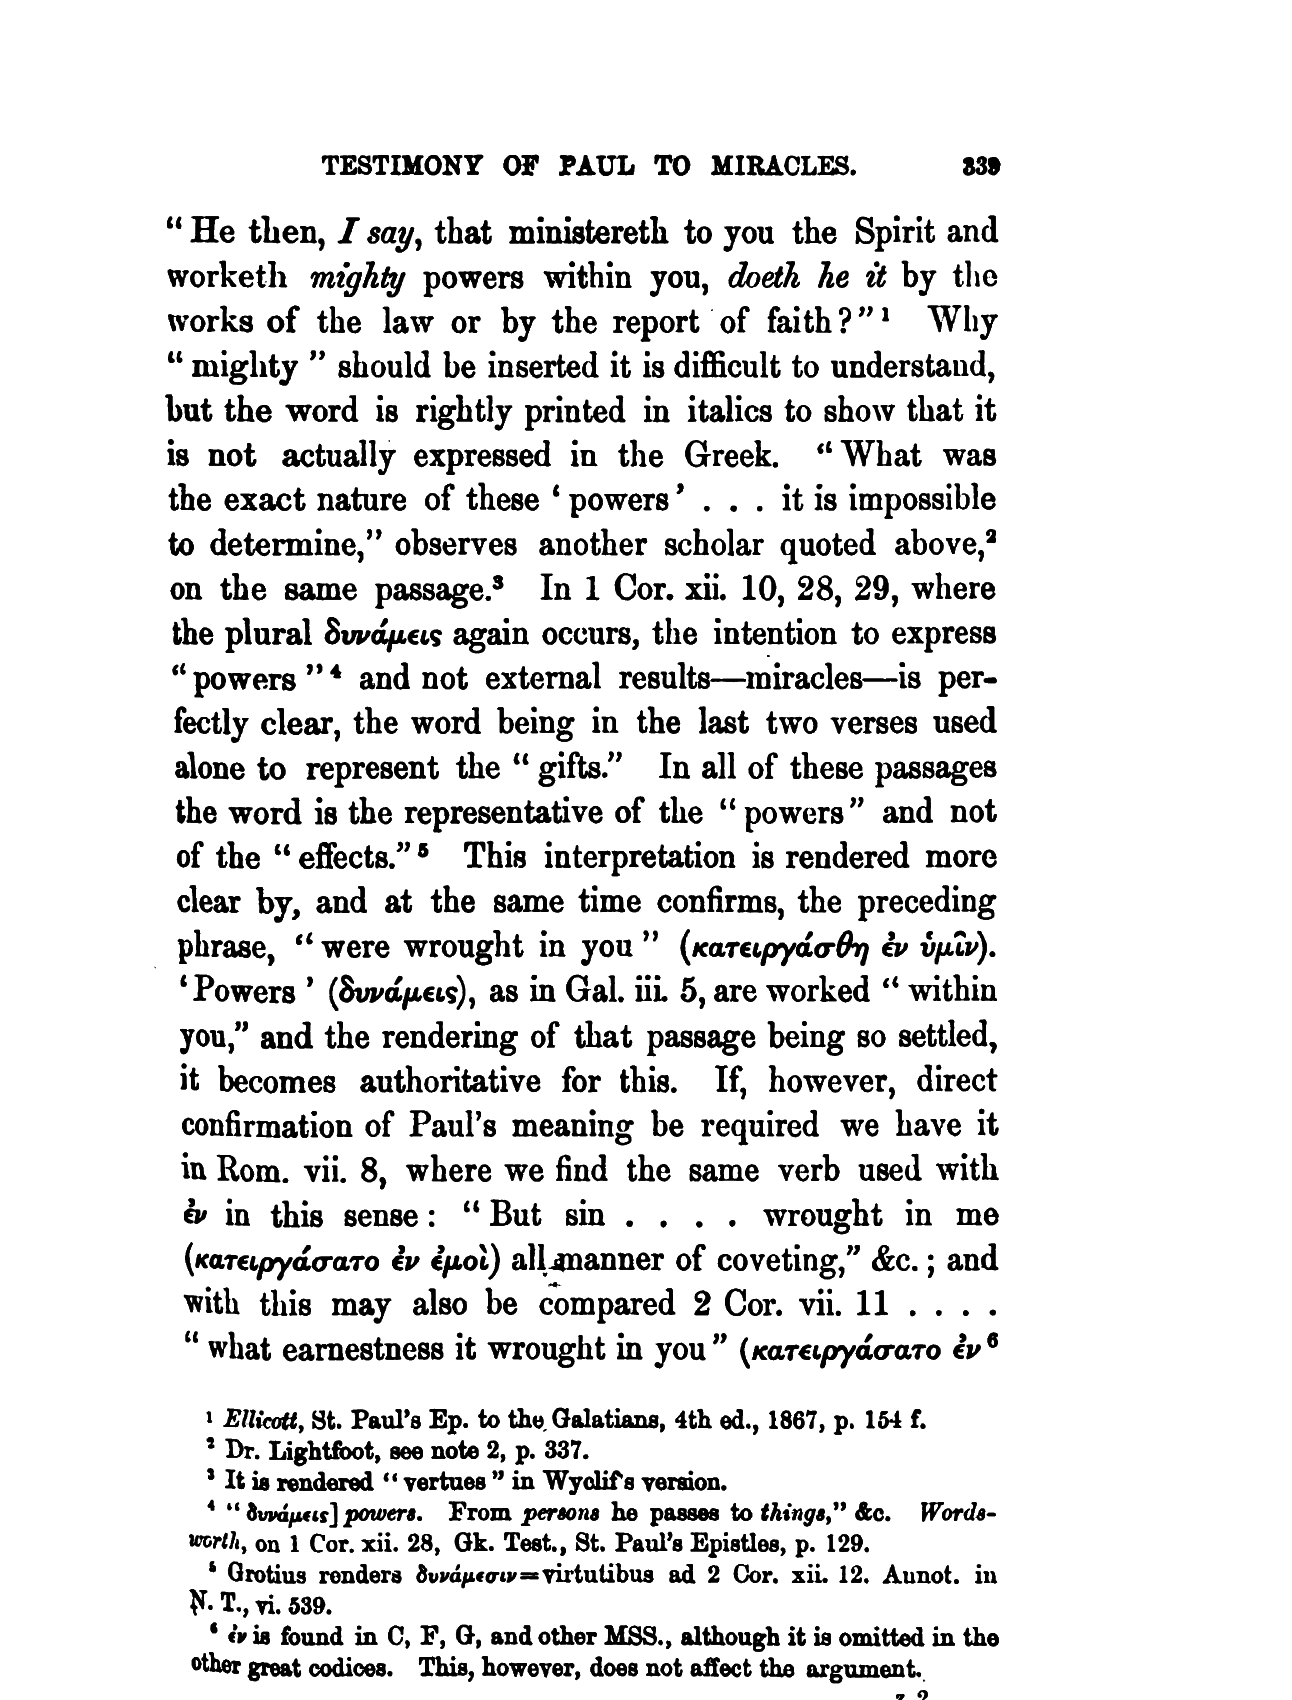 TESTIMONY OF PAUL TO MIRACLES. 339
“He then, I say, that ministereth to you the Spirit and
worketh mighty powers within you, doeth he it by the
works of the law or by the report of faith?”¹ Why
“mighty” should be inserted it is difficult to understand,
but the word is rightly printed in italics to show that it
is not actually expressed in the Greek. “What was
the exact nature of these ‘powers’ . . . it is impossible
to determine,” observes another scholar quoted above,²
on the same passage.³ In 1 Cor. xii. 10, 28, 29, where
the plural δυνάμεις again occurs, the intention to express
“powers”⁴ and not external results—miracles—is per-
fectly clear, the word being in the last two verses used
alone to represent the “gifts.” In all of these passages
the word is the representative of the “powers” and not
of the “effects.”⁵ This interpretation is rendered more
clear by, and at the same time confirms, the preceding
phrase, “were wrought in you” (κατειργάσθη ἐν ὑμῖν).
‘Powers’ (δυνάμεις), as in Gal. iii. 5, are worked “within
you,” and the rendering of that passage being so settled,
it becomes authoritative for this. If, however, direct
confirmation of Paul’s meaning be required we have it
in Rom. vii. 8, where we find the same verb used with
ἐν in this sense: “But sin . . . . wrought in me
(κατειργάσατο ἐν ἐμοὶ) all manner of coveting,” &c.; and
with this may also be compared 2 Cor. vii. 11 . . . .
“what earnestness it wrought in you” (κατειργάσατο ἐν⁶
¹ Ellicott, St. Paul’s Ep. to the Galatians, 4th ed., 1867, p. 154 f.
² Dr. Lightfoot, see note 2, p. 337.
³ It is rendered “vertues” in Wyclif’s version.
⁴ “δυνάμεις] powers. From persons he passes to things,” &c. Words-
worth, on 1 Cor. xii. 28, Gk. Test., St. Paul’s Epistles, p. 129.
⁵ Grotius renders δυνάμεσιν=virtutibus ad 2 Cor. xii. 12. Annot. in
N. T., vi. 539.
⁶ ἐν is found in C, F, G, and other MSS., although it is omitted in the
other great codices. This, however, does not affect the argument.
z 2